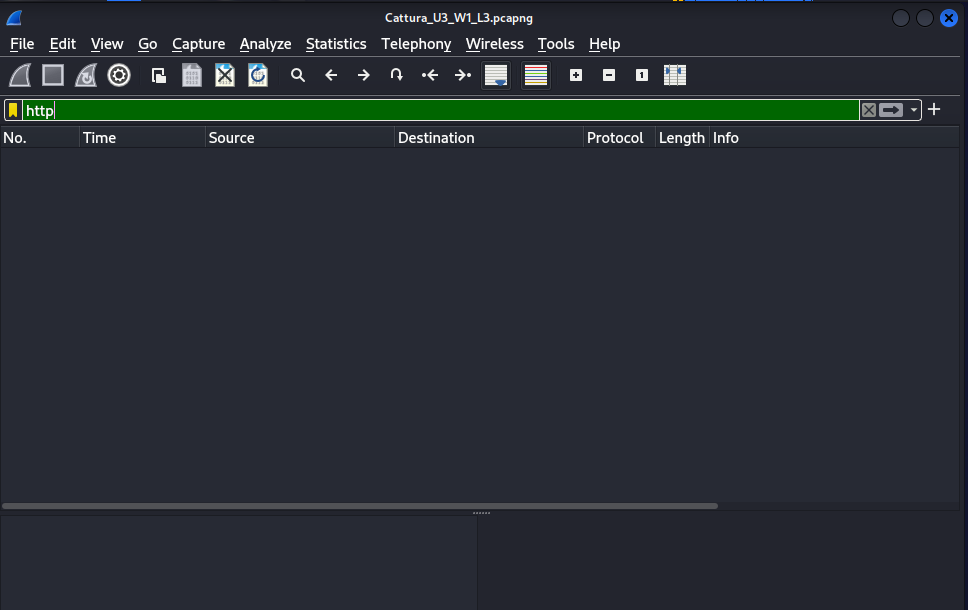 Cattura_U3_W1_L3.pcapng
File Edit View Go Capture Analyze Statistics Telephony Wireless Tools Help
1
http
No. Time Source Destination Protocol Length Info